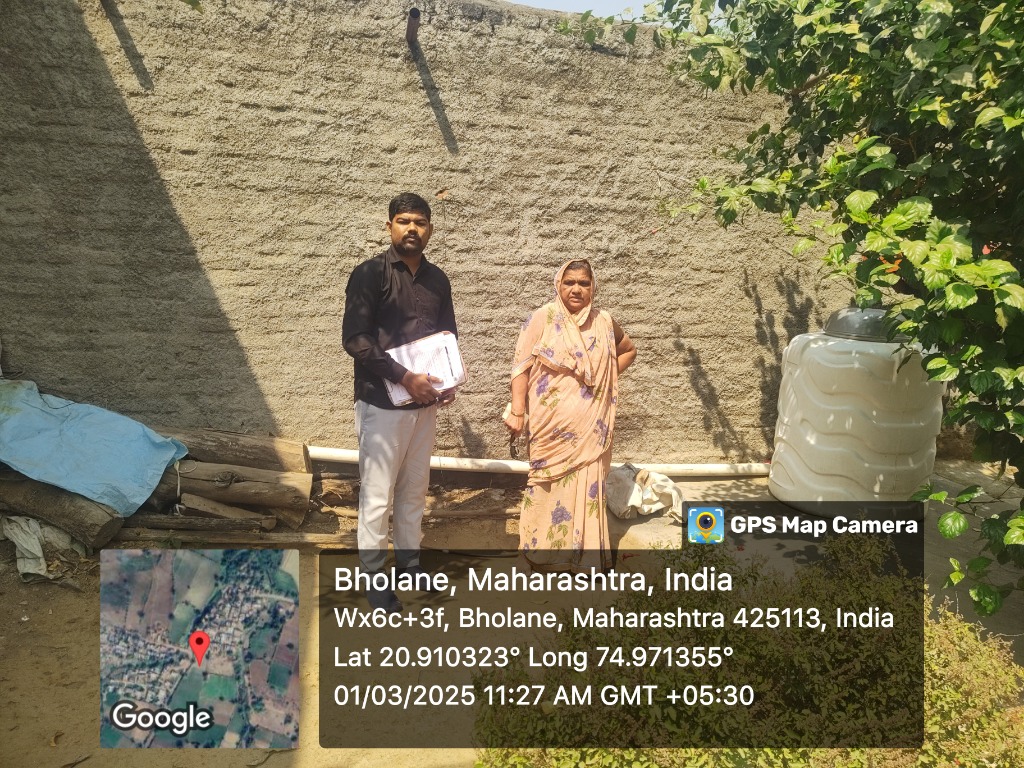 GPS Map Camera
Bholane, Maharashtra, India
Wx6c+3f, Bholane, Maharashtra 425113, India
Lat 20.910323° Long 74.971355°
01/03/2025 11:27 AM GMT +05:30
Google